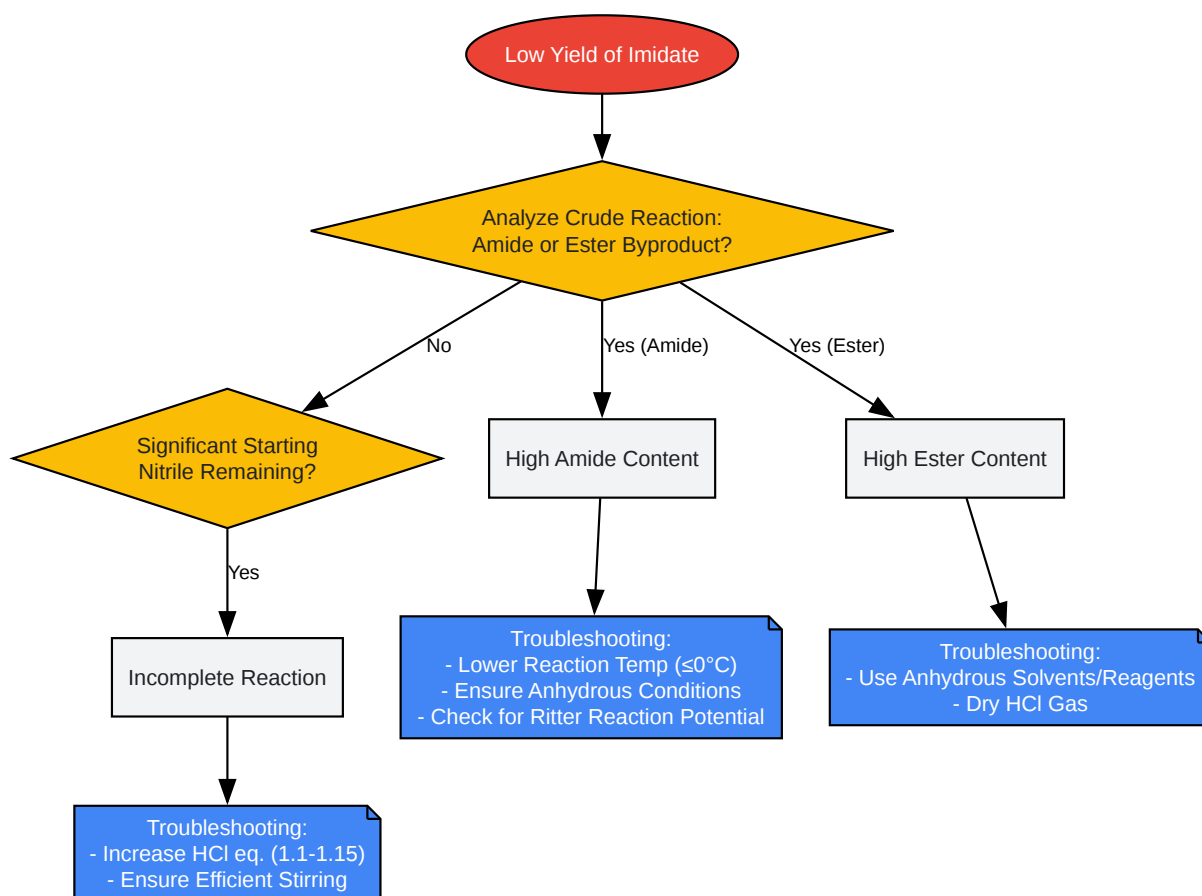 Low Yield of Imidate
Analyze Crude Reaction:
Amide or Ester Byproduct?
No
Yes (Amide)
Yes (Ester)
Significant Starting
Nitrile Remaining?
High Amide Content
High Ester Content
Yes
Incomplete Reaction
Troubleshooting:
- Lower Reaction Temp (≤0°C)
- Ensure Anhydrous Conditions
- Check for Ritter Reaction Potential
Troubleshooting:
- Use Anhydrous Solvents/Reagents
- Dry HCl Gas
Troubleshooting:
- Increase HCl eq. (1.1-1.15)
- Ensure Efficient Stirring